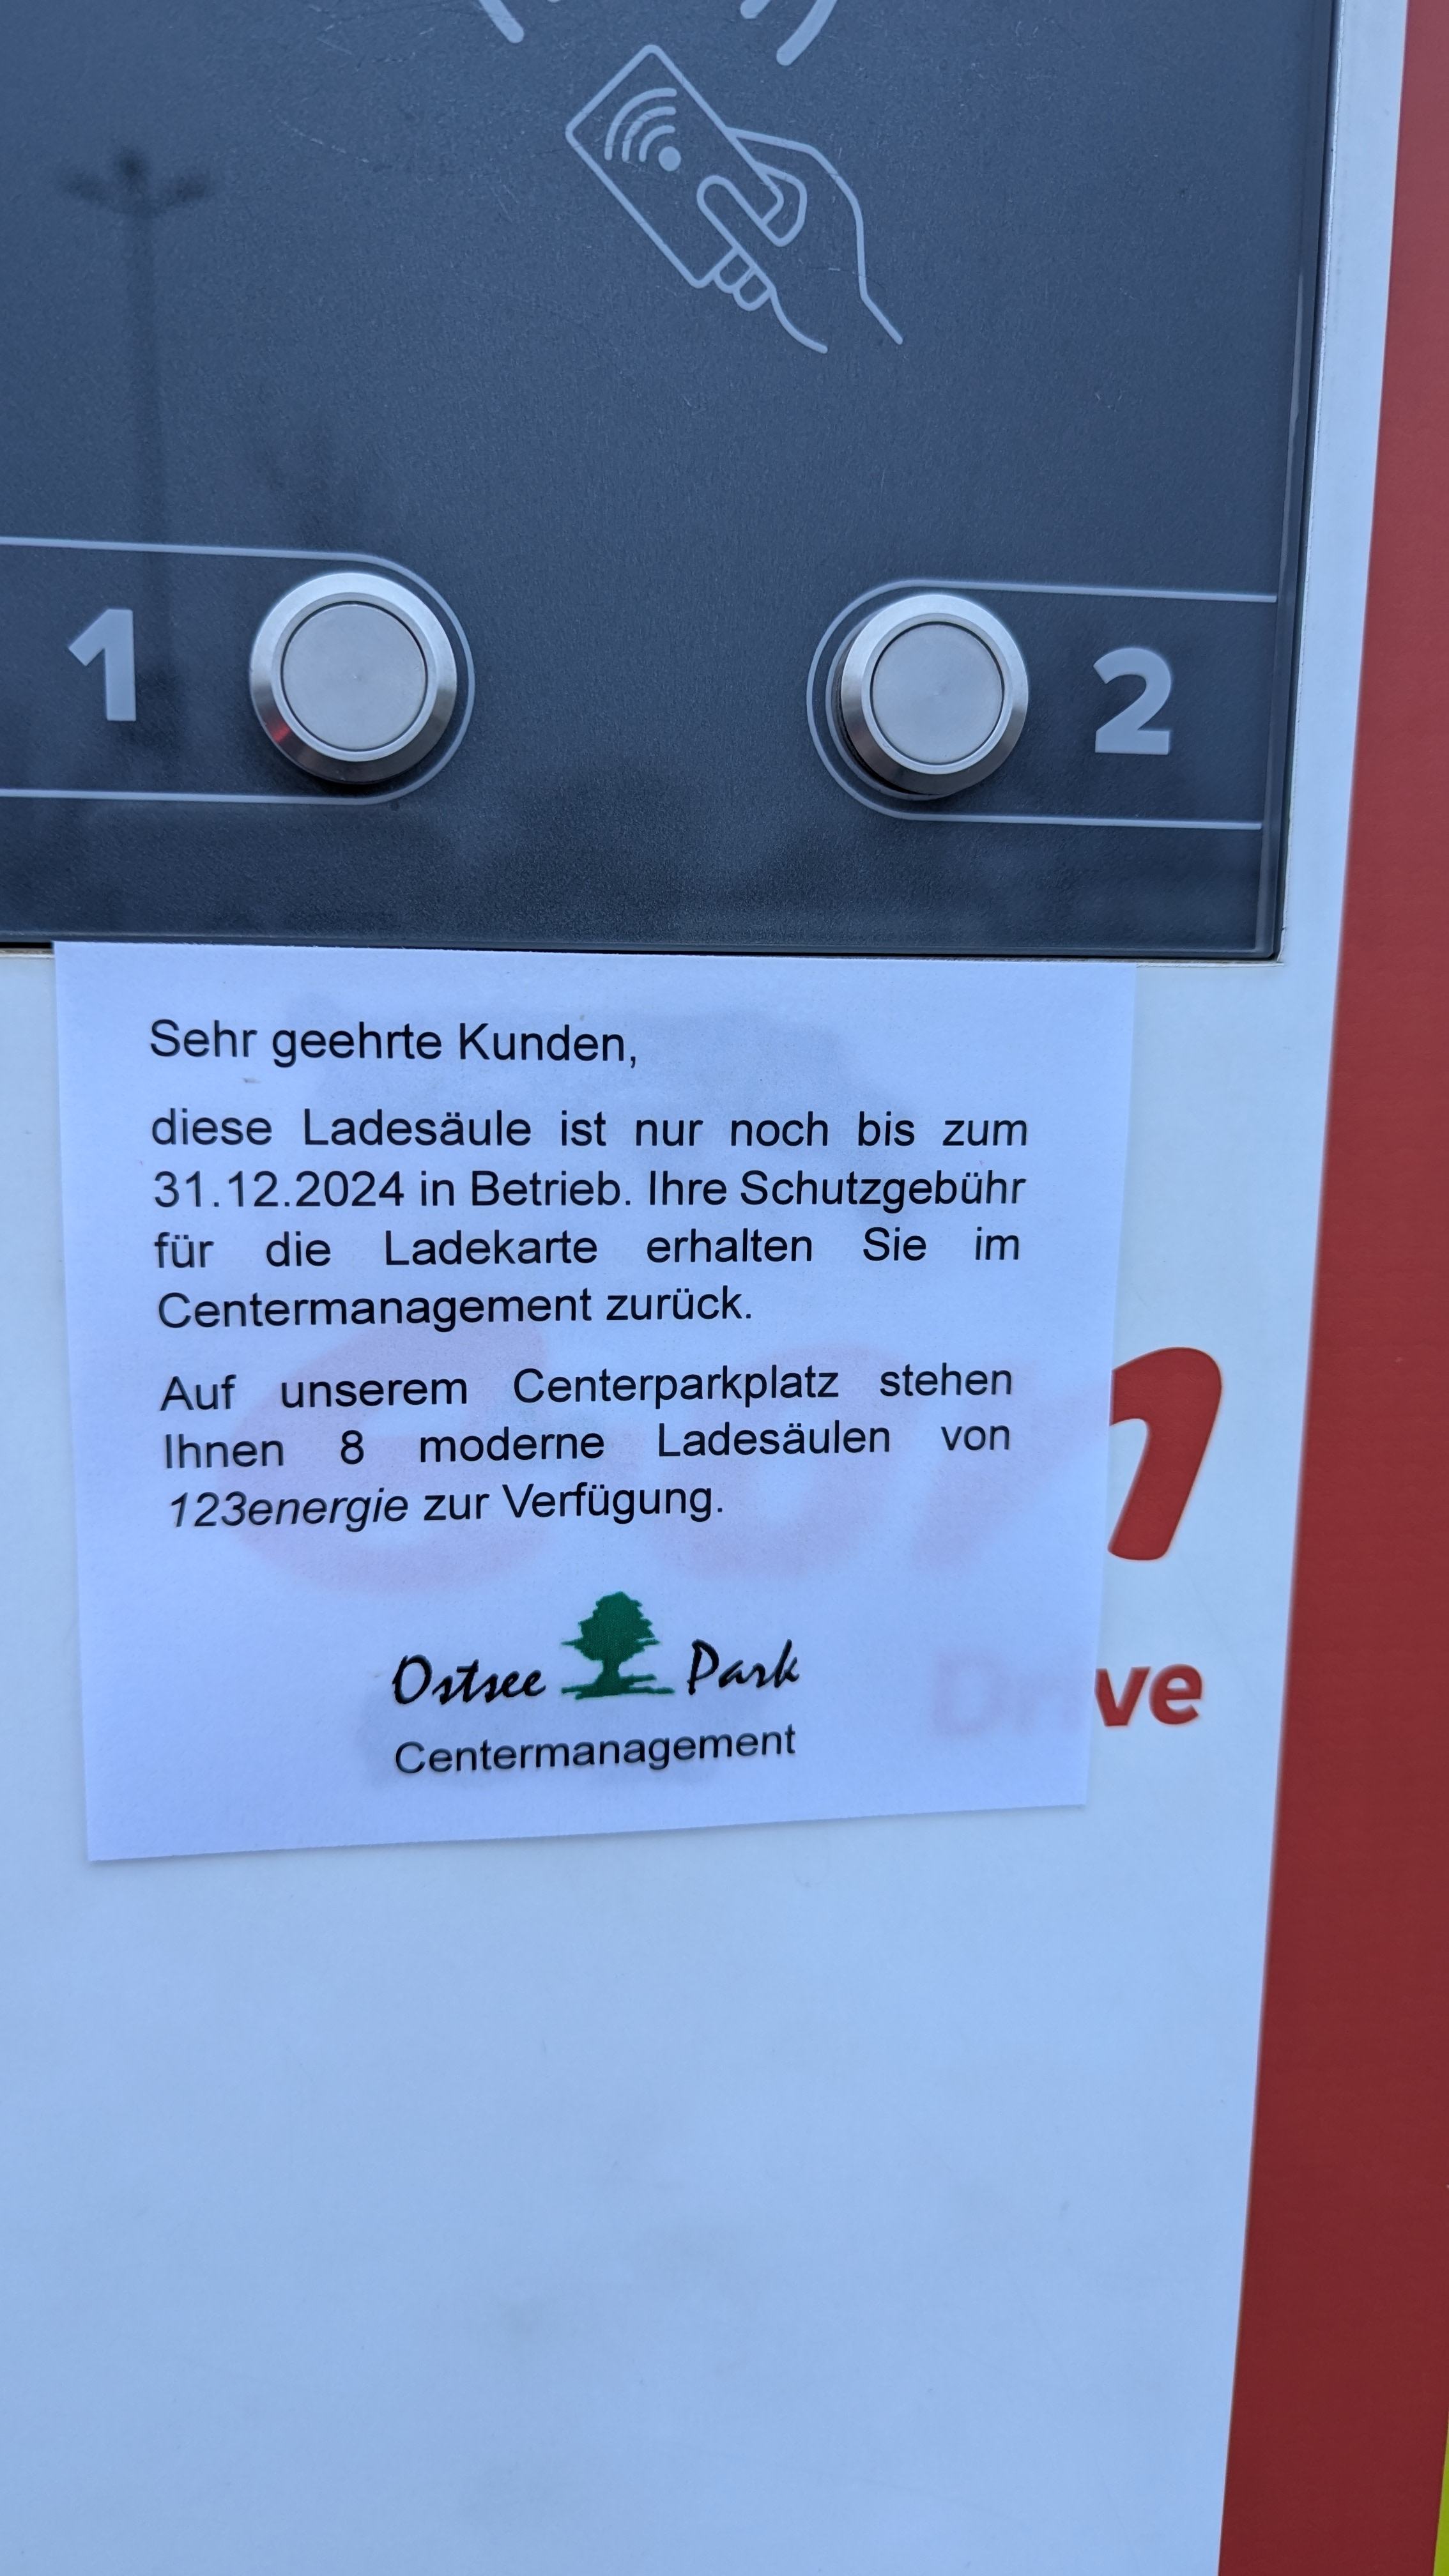 1
2
Sehr geehrte Kunden,
diese Ladesäule ist nur noch bis zum
31.12.2024 in Betrieb. Ihre Schutzgebühr
für die Ladekarte erhalten Sie im
Centermanagement zurück.
Auf unserem Centerparkplatz stehen
Ihnen 8 moderne Ladesäulen von
123energie zur Verfügung.
Ostsee Park
Centermanagement
Drive